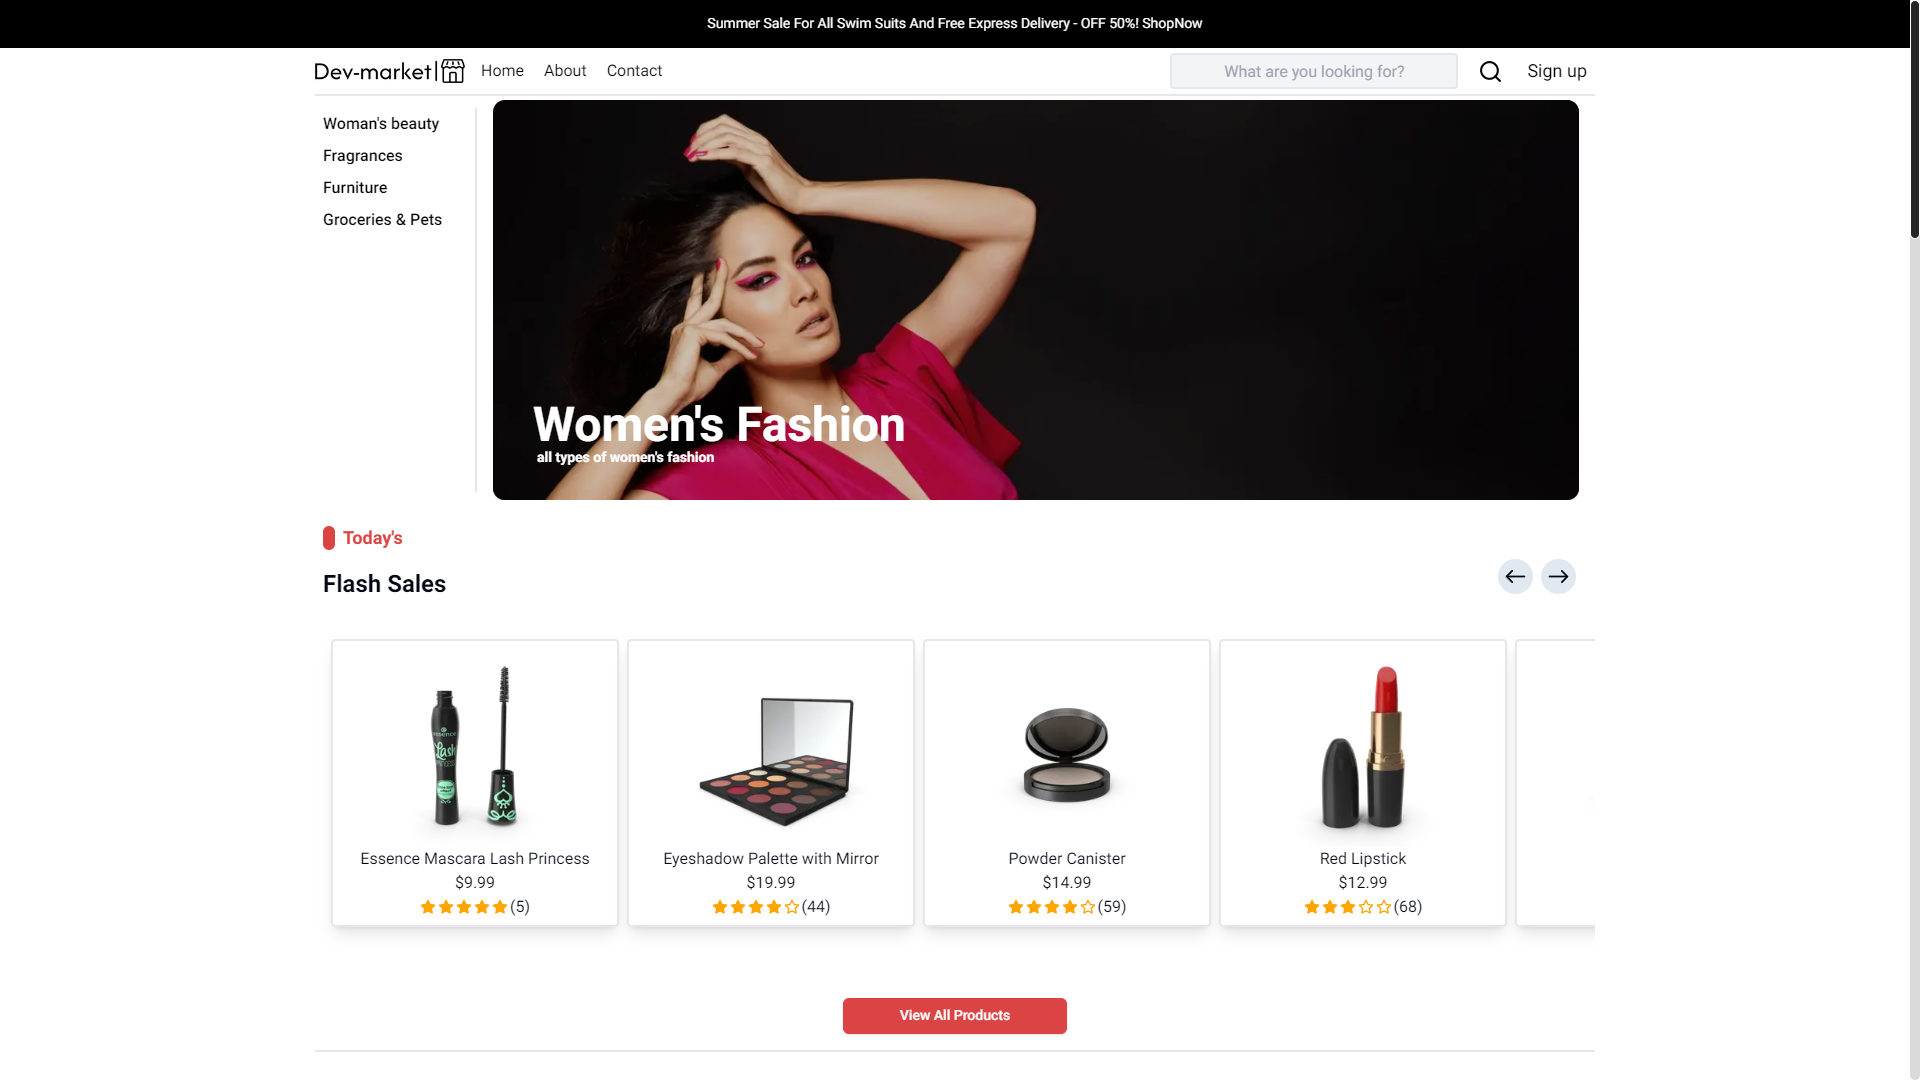 Summer Sale For All Swim Suits And Free Express Delivery - OFF 50%! ShopNow
Dev-market
Home
About
Contact
What are you looking for?
Sign up
Woman's beauty
Fragrances
Furniture
Groceries & Pets
Women's Fashion
all types of women's fashion
Today's
Flash Sales
essence
Lash
PRINCESS
Essence Mascara Lash Princess
$9.99
(5)
Eyeshadow Palette with Mirror
$19.99
(44)
Powder Canister
$14.99
(59)
Red Lipstick
$12.99
(68)
View All Products